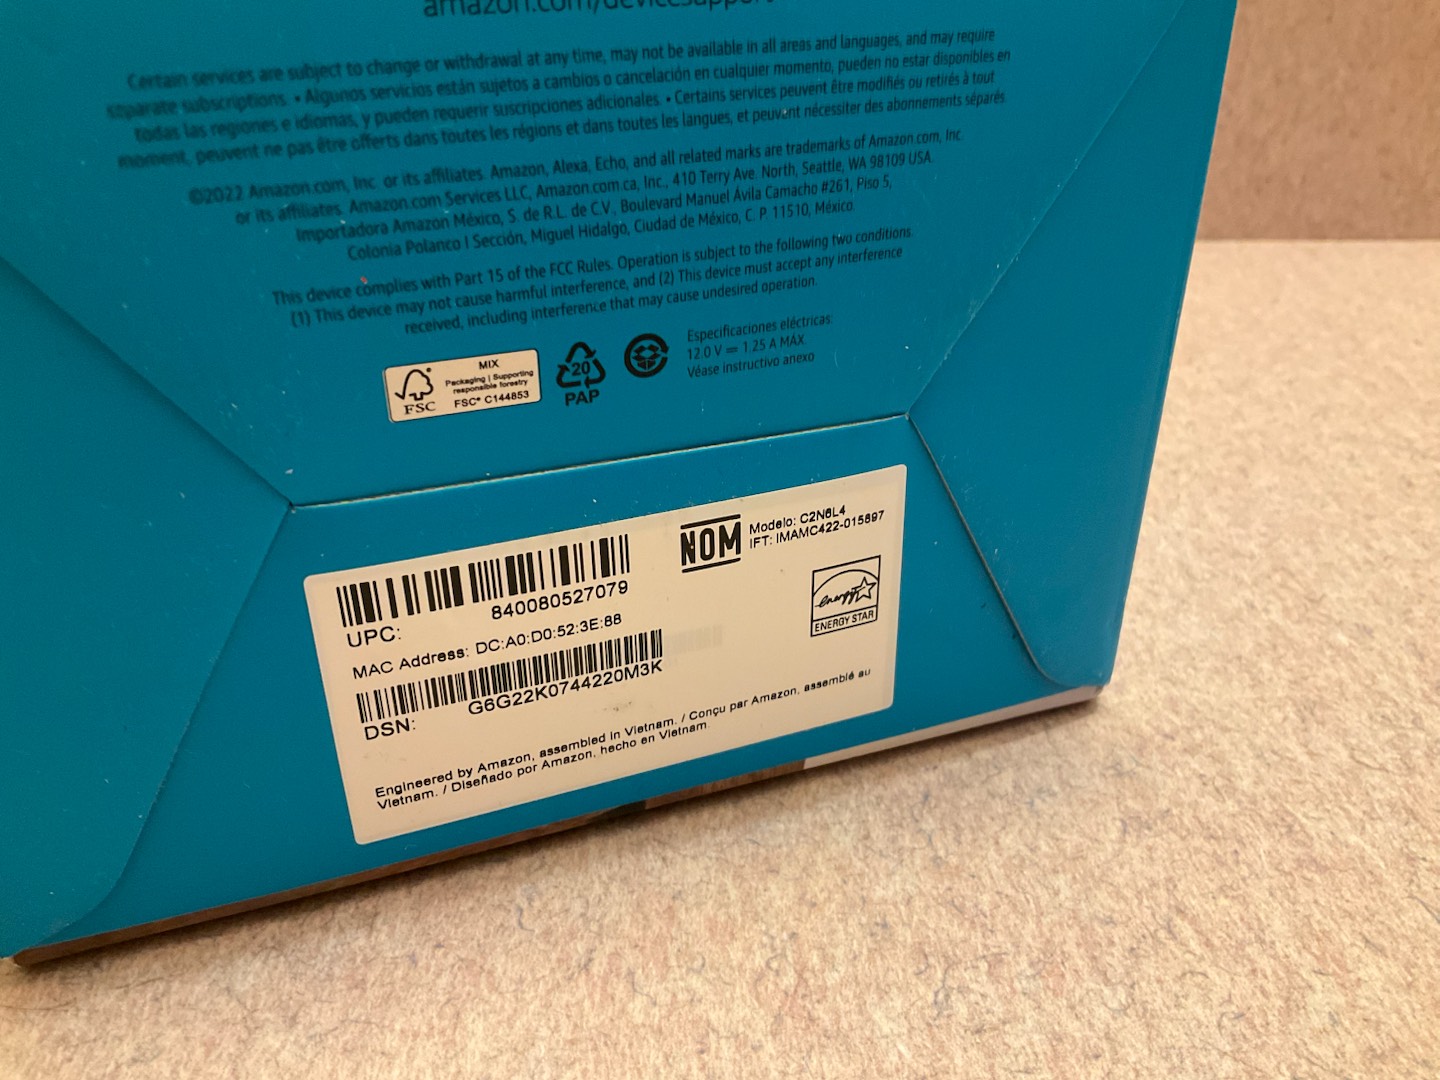 amazon.com/devicesupport
Certain services are subject to change or withdrawal at any time, may not be available in all areas and languages, and may require
separate subscriptions. • Algunos servicios están sujetos a cambios o cancelación en cualquier momento, pueden no estar disponibles en
todas las regiones e idiomas, y pueden requerir suscripciones adicionales. • Certains services peuvent être modifiés ou retirés à tout
moment, peuvent ne pas être offerts dans toutes les régions et dans toutes les langues, et peuvent nécessiter des abonnements séparés
©2022 Amazon.com, Inc. or its affiliates. Amazon, Alexa, Echo, and all related marks are trademarks of Amazon.com, Inc.
or its affiliates. Amazon.com Services LLC, Amazon.com.ca, Inc., 410 Terry Ave. North, Seattle, WA 98109 USA.
Importadora Amazon México, S. de R.L. de C.V., Boulevard Manuel Ávila Camacho #261, Piso 5,
Colonia Polanco I Sección, Miguel Hidalgo, Ciudad de México, C. P. 11510, México.
This device complies with Part 15 of the FCC Rules. Operation is subject to the following two conditions.
(1) This device may not cause harmful interference, and (2) This device must accept any interference
received, including interference that may cause undesired operation.
MIX
Packaging | Supporting
responsible forestry
FSC FSC® C144853
20
PAP
Especificaciones eléctricas:
12.0 V ⎓ 1.25 A MÁX.
Véase instructivo anexo
NOM
Modelo: C2N6L4
IFT: IMAMC422-015897
840080527079
UPC:
energy
ENERGY STAR
MAC Address: DC:A0:D0:52:3E:88
G6G22K0744220M3K
DSN:
Engineered by Amazon, assembled in Vietnam. / Conçu par Amazon, assemblé au
Vietnam. / Diseñado por Amazon, hecho en Vietnam.